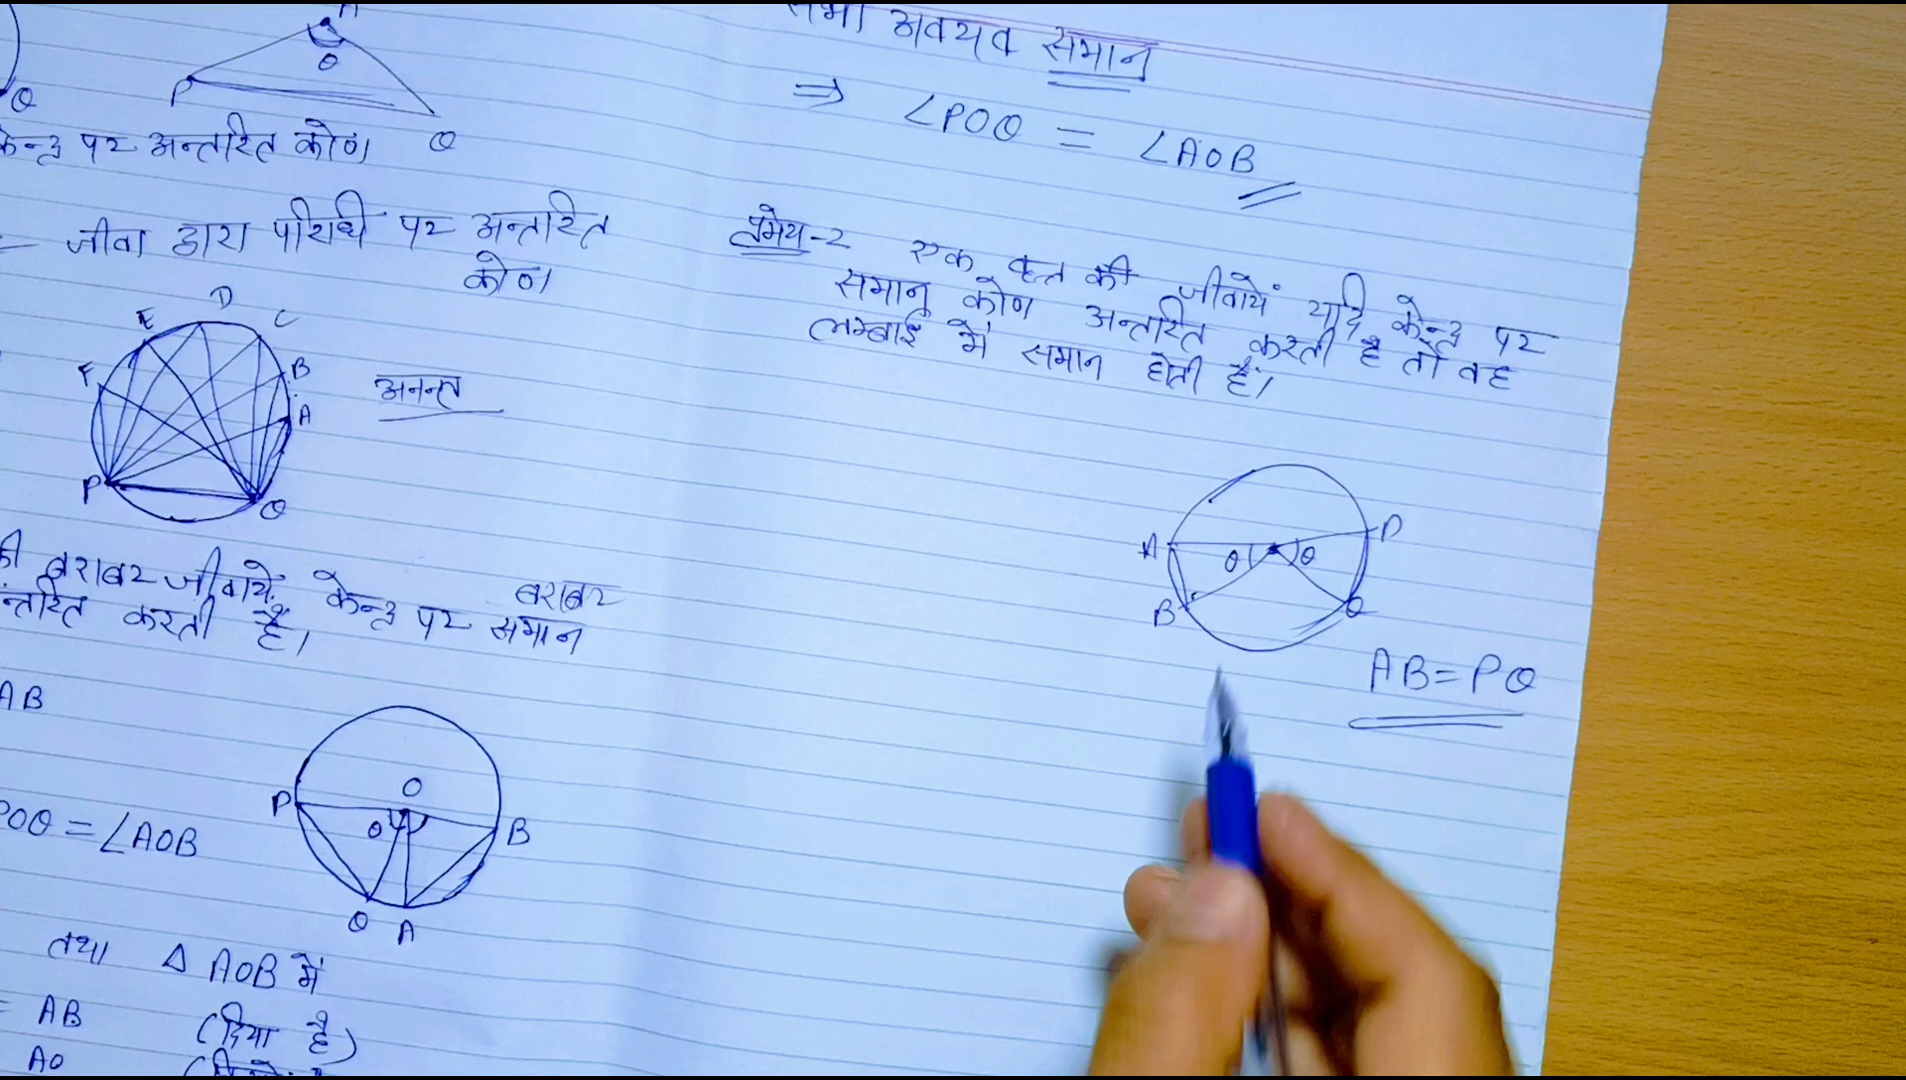 A
θ
P
Q
Q
केन्द्र पर अन्तरित कोण।
जीवा द्वारा परिधी पर अन्तरित
कोण।
D
E
C
F
B
A
P
Q
अनन्त
की बराबर जीवायें केन्द्र पर समान बराबर
न्तरित करती हैं।
AB
O
P
B
θ
Q
A
POQ = ∠AOB
तथा △ AOB में
= AB (दिया है)
AO
सभी अवयव समान
⇒ ∠POQ = ∠AOB
प्रमेय-2 एक वृत्त की जीवायें यदि केन्द्र पर
समान कोण अन्तरित करती है तो वह
लम्बाई में समान होती हैं।
A
θ
θ
P
B
Q
AB = PQ